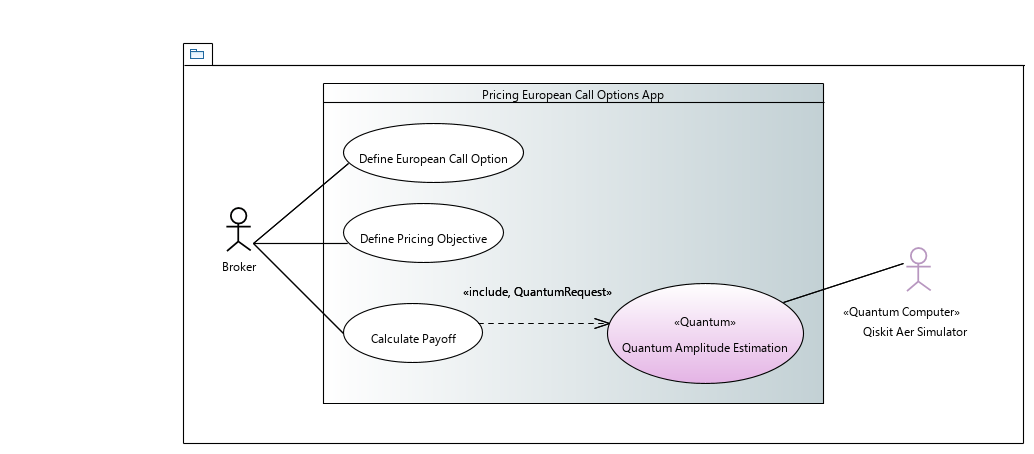 Pricing European Call Options App
Define European Call Option
Define Pricing Objective
Broker
«include, QuantumRequest»
Calculate Payoff
«Quantum»
Quantum Amplitude Estimation
«Quantum Computer»
Qiskit Aer Simulator